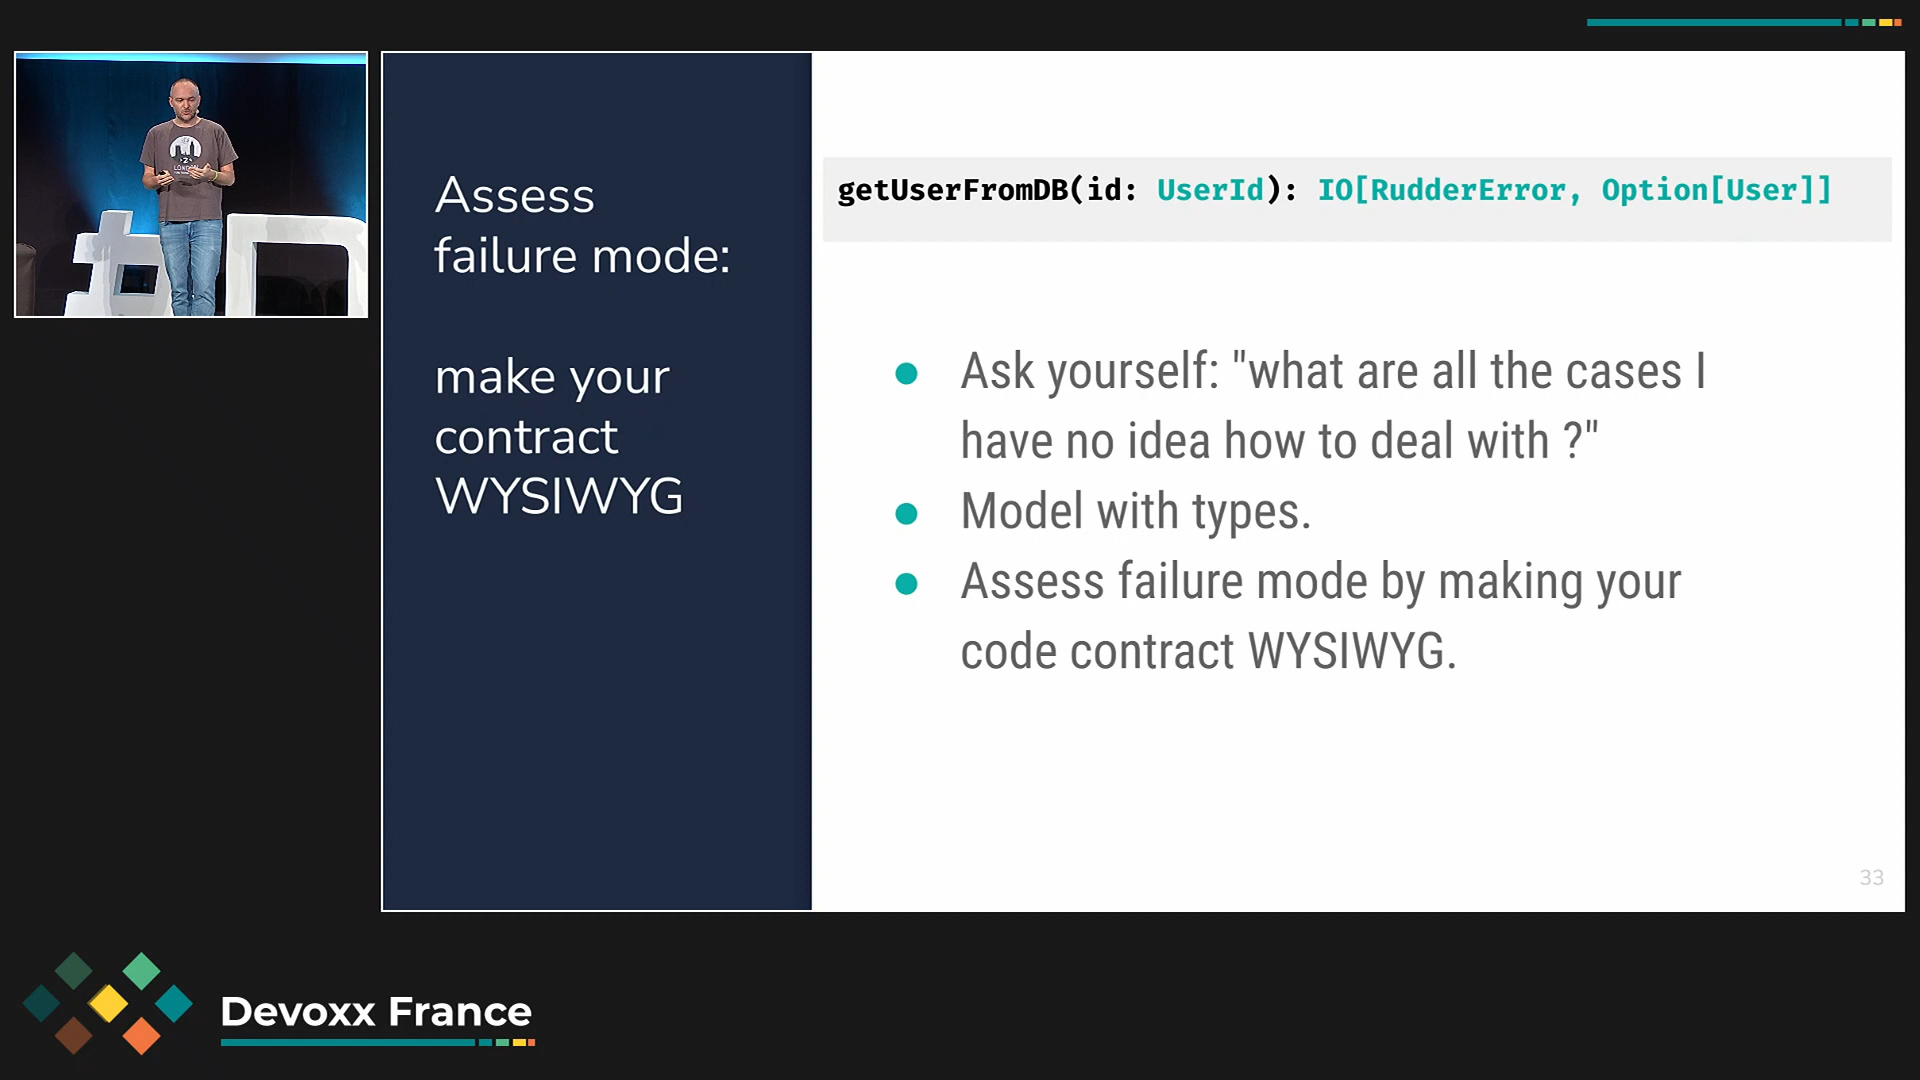 Assess
failure mode:
make your
contract
WYSIWYG
getUserFromDB(id: UserId): IO[RudderError, Option[User]]
● Ask yourself: "what are all the cases I
have no idea how to deal with ?"
● Model with types.
● Assess failure mode by making your
code contract WYSIWYG.
33
Devoxx France